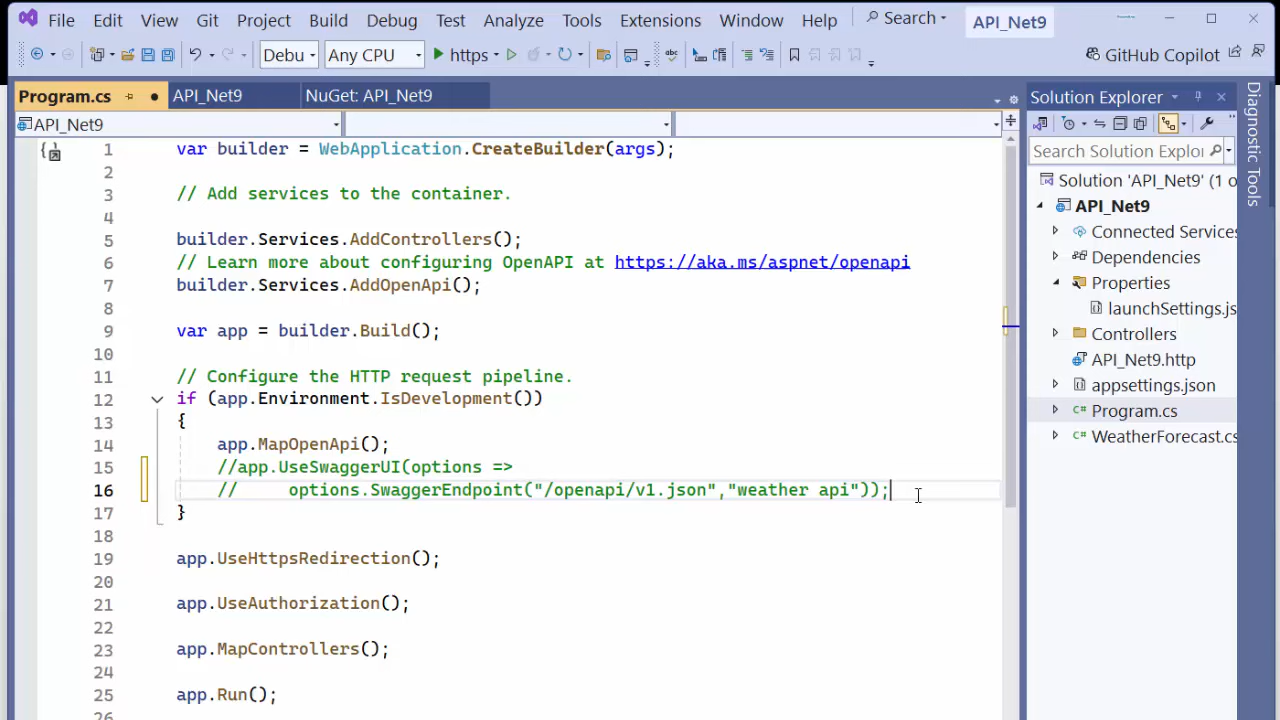 File Edit View Git Project Build Debug Test Analyze Tools Extensions Window Help Search API_Net9
Debu Any CPU https GitHub Copilot
Program.cs API_Net9 NuGet: API_Net9
API_Net9
1 var builder = WebApplication.CreateBuilder(args);
2
3 // Add services to the container.
4
5 builder.Services.AddControllers();
6 // Learn more about configuring OpenAPI at https://aka.ms/aspnet/openapi
7 builder.Services.AddOpenApi();
8
9 var app = builder.Build();
10
11 // Configure the HTTP request pipeline.
12 if (app.Environment.IsDevelopment())
13 {
14 app.MapOpenApi();
15 //app.UseSwaggerUI(options =>
16 // options.SwaggerEndpoint("/openapi/v1.json","weather api"));
17 }
18
19 app.UseHttpsRedirection();
20
21 app.UseAuthorization();
22
23 app.MapControllers();
24
25 app.Run();
26
Solution Explorer
Search Solution Explo
Solution 'API_Net9' (1 o
API_Net9
Connected Services
Dependencies
Properties
launchSettings.js
Controllers
API_Net9.http
appsettings.json
Program.cs
WeatherForecast.cs
Diagnostic Tools